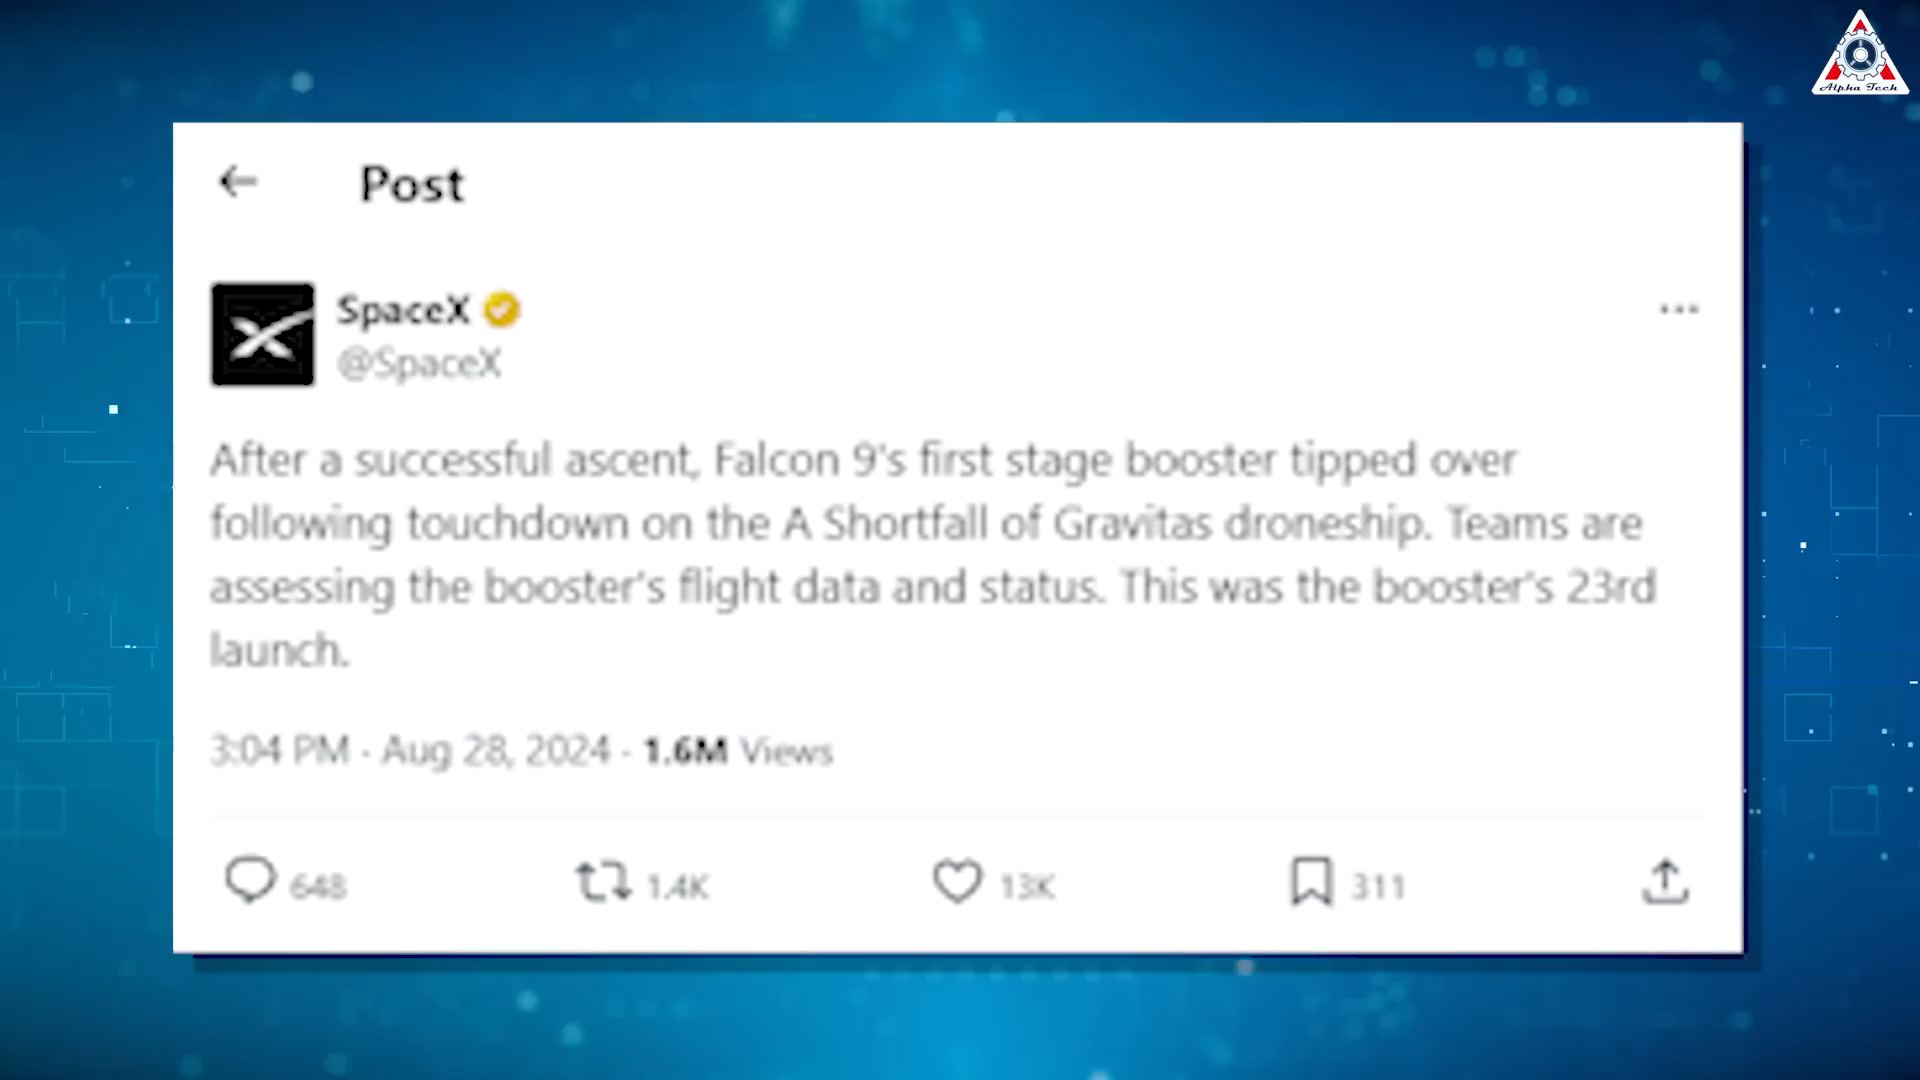 Alpha Tech
Post
SpaceX
@SpaceX
After a successful ascent, Falcon 9's first stage booster tipped over
following touchdown on the A Shortfall of Gravitas droneship. Teams are
assessing the booster's flight data and status. This was the booster's 23rd
launch.
3:04 PM · Aug 28, 2024 · 1.6M Views
648 1.4K 13K 311